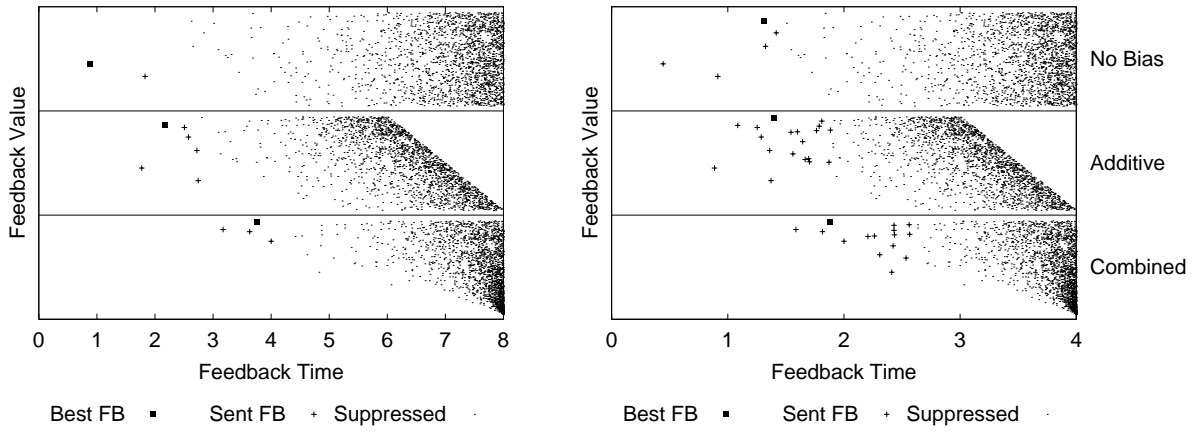 Feedback Value
0 1 2 3 4 5 6 7 8
Feedback Time
Best FB Sent FB Suppressed
Feedback Value
No Bias
Additive
Combined
0 1 2 3 4
Feedback Time
Best FB Sent FB Suppressed